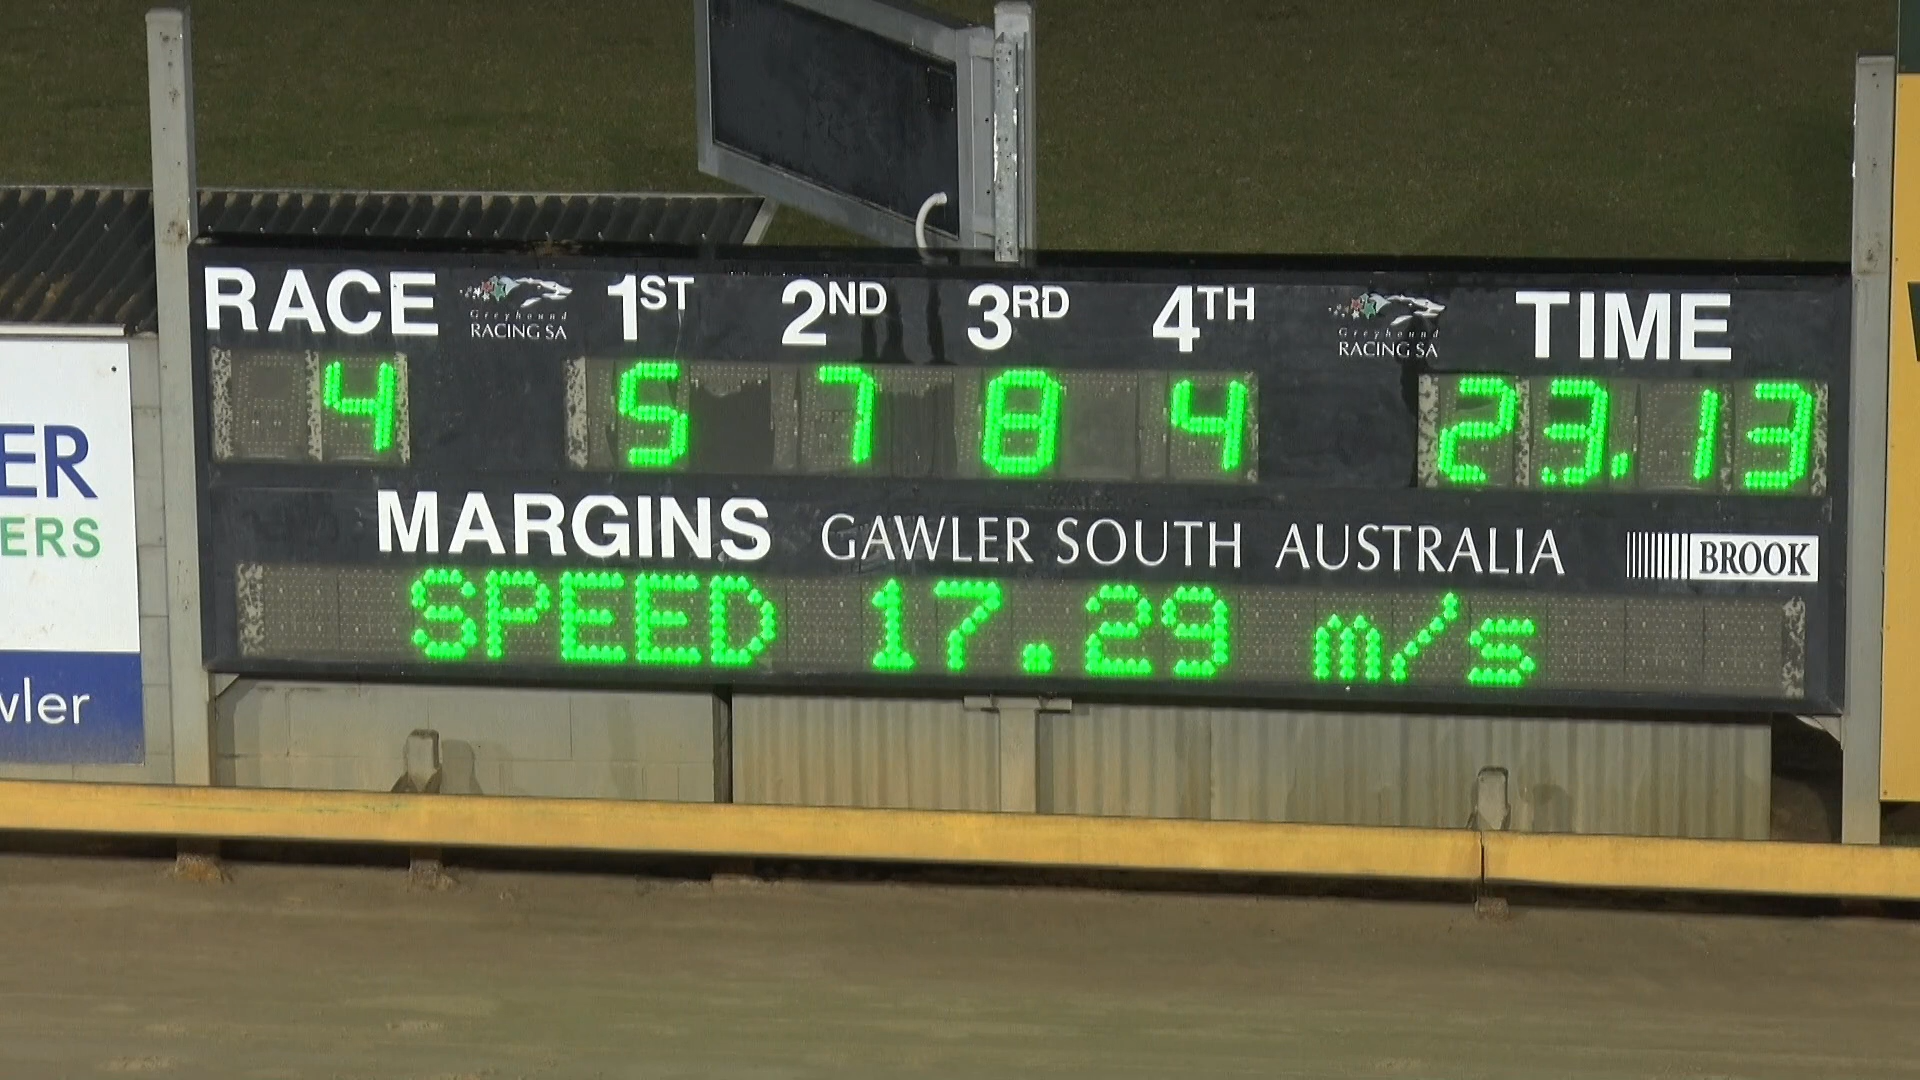 RACE 1ST 2ND 3RD 4TH TIME
Greyhound RACING SA
Greyhound RACING SA
4 5 7 8 4 23.13
MARGINS GAWLER SOUTH AUSTRALIA BROOK
SPEED 17.29 m/s
ER
ERS
wler